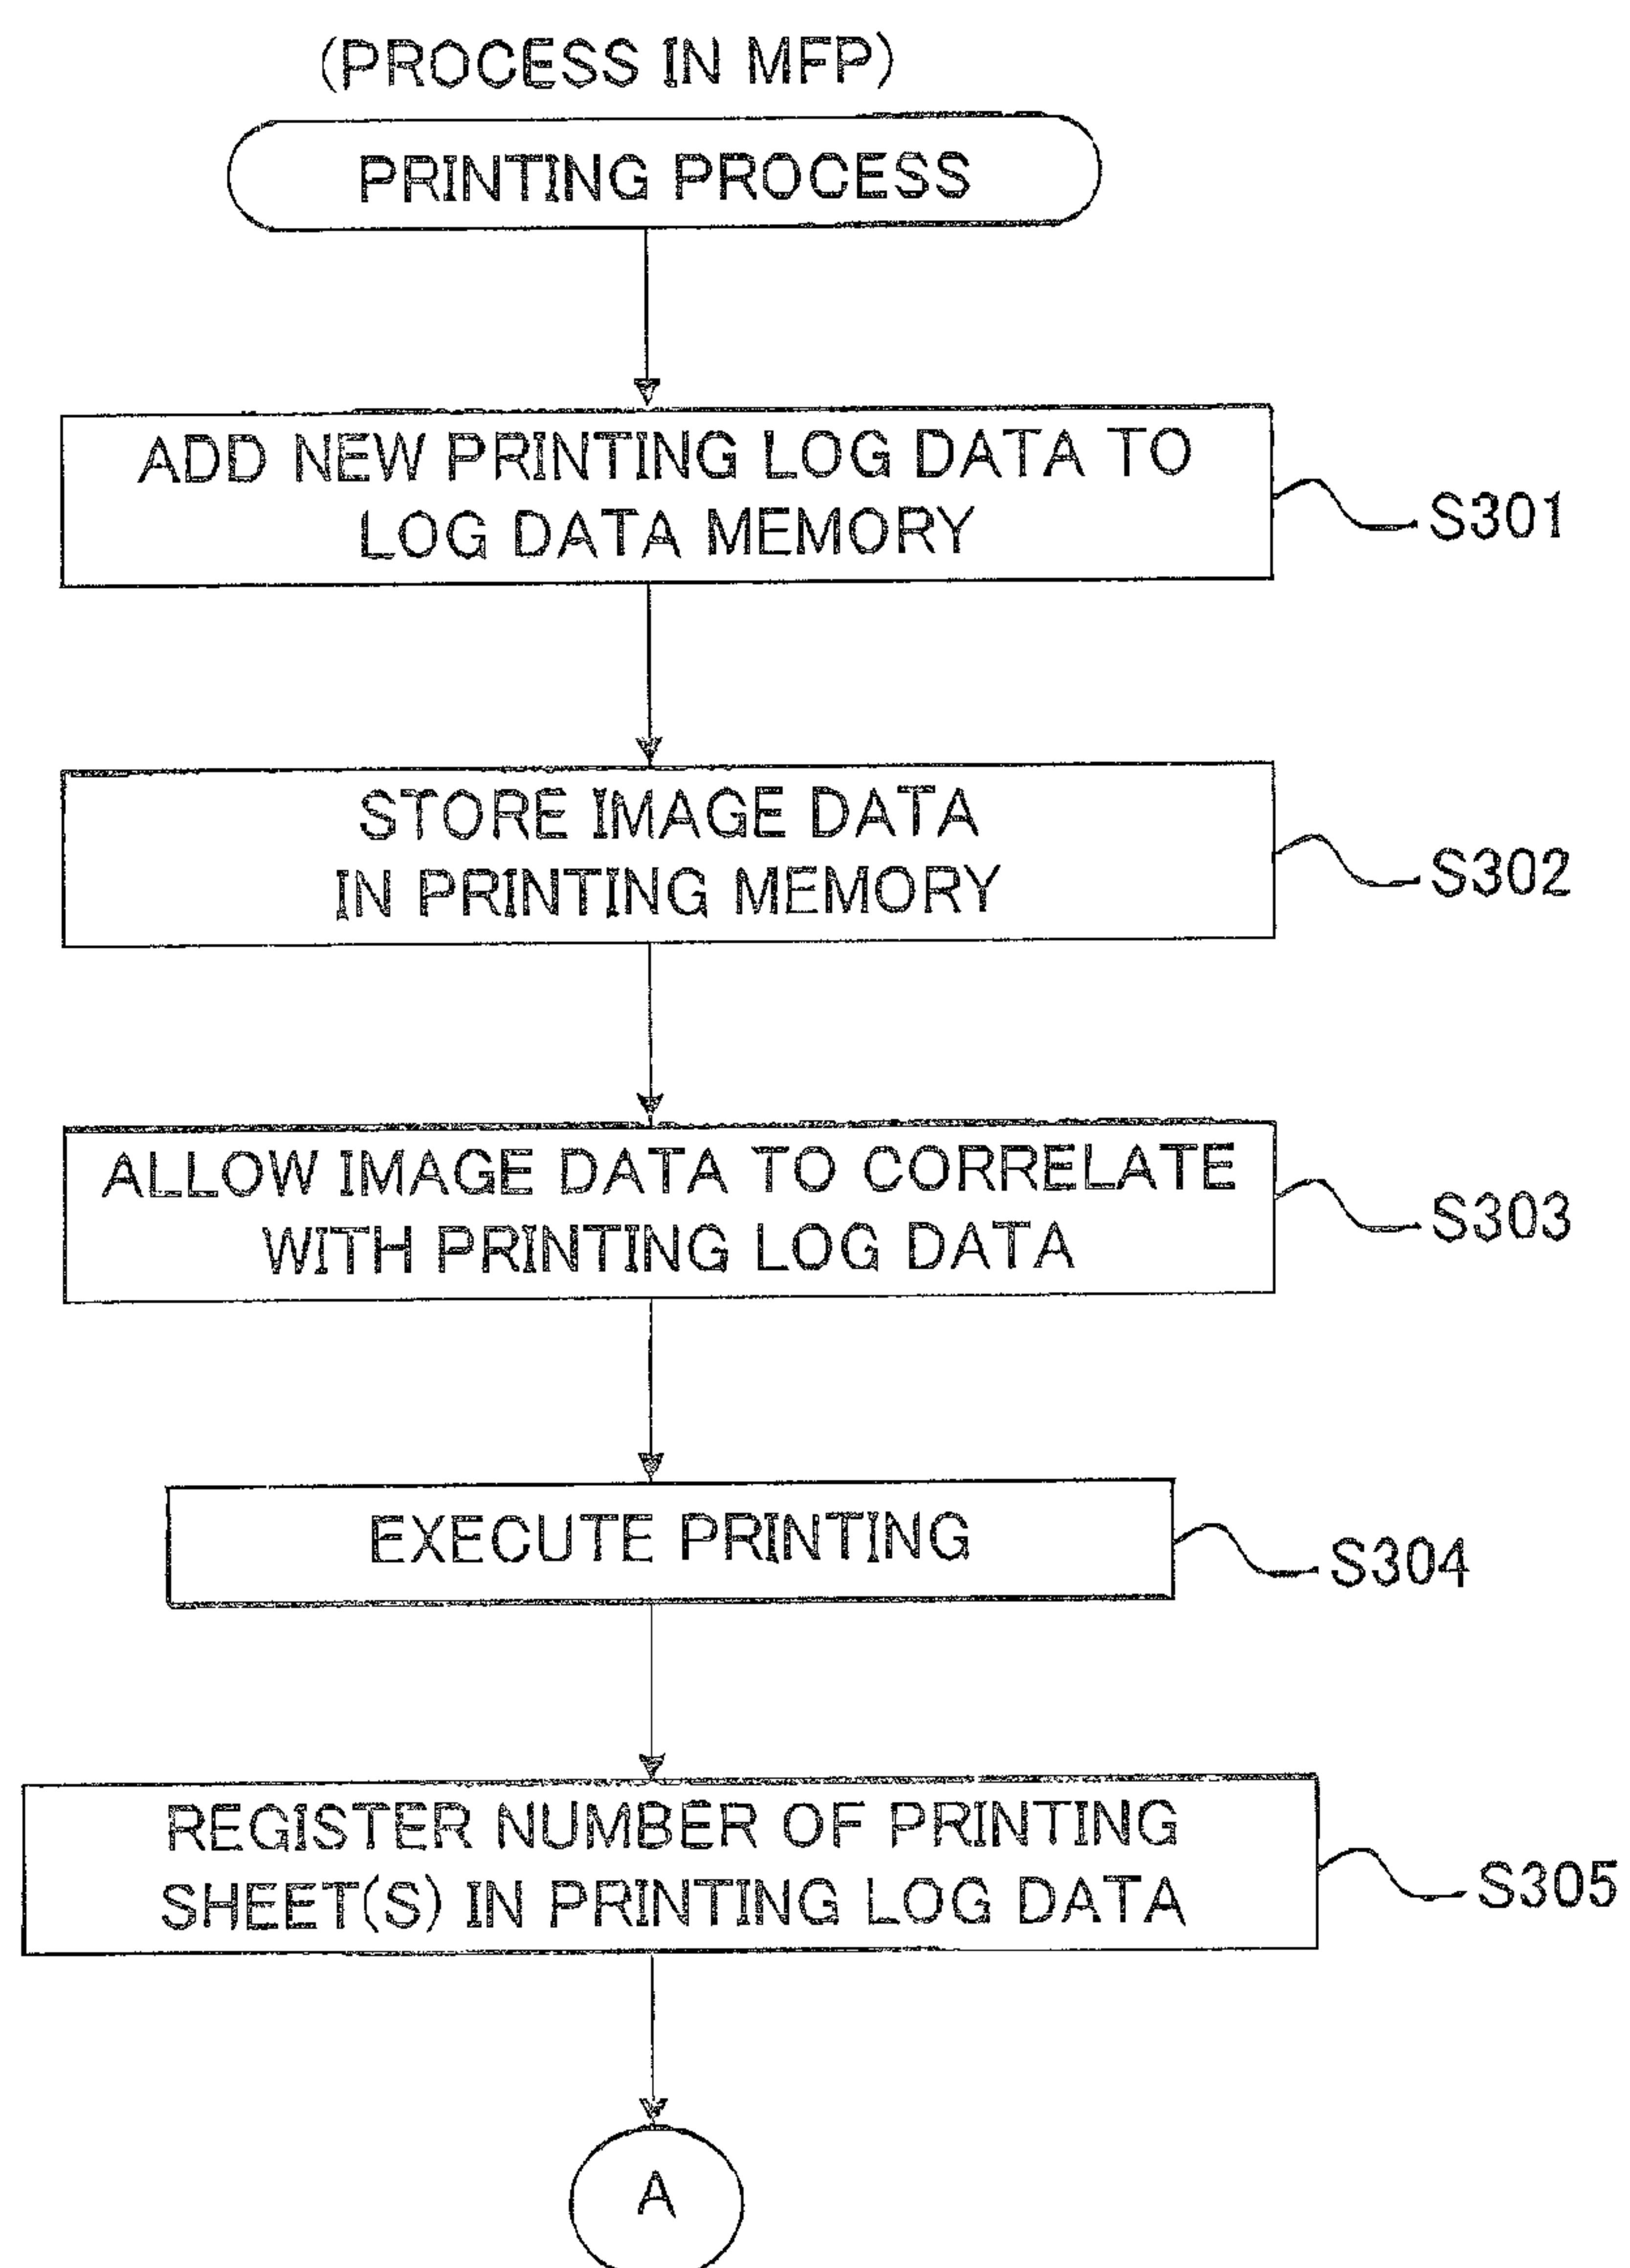 (PROCESS IN MFP)
PRINTING PROCESS
ADD NEW PRINTING LOG DATA TO
LOG DATA MEMORY
S301
STORE IMAGE DATA
IN PRINTING MEMORY
S302
ALLOW IMAGE DATA TO CORRELATE
WITH PRINTING LOG DATA
S303
EXECUTE PRINTING
S304
REGISTER NUMBER OF PRINTING
SHEET(S) IN PRINTING LOG DATA
S305
A